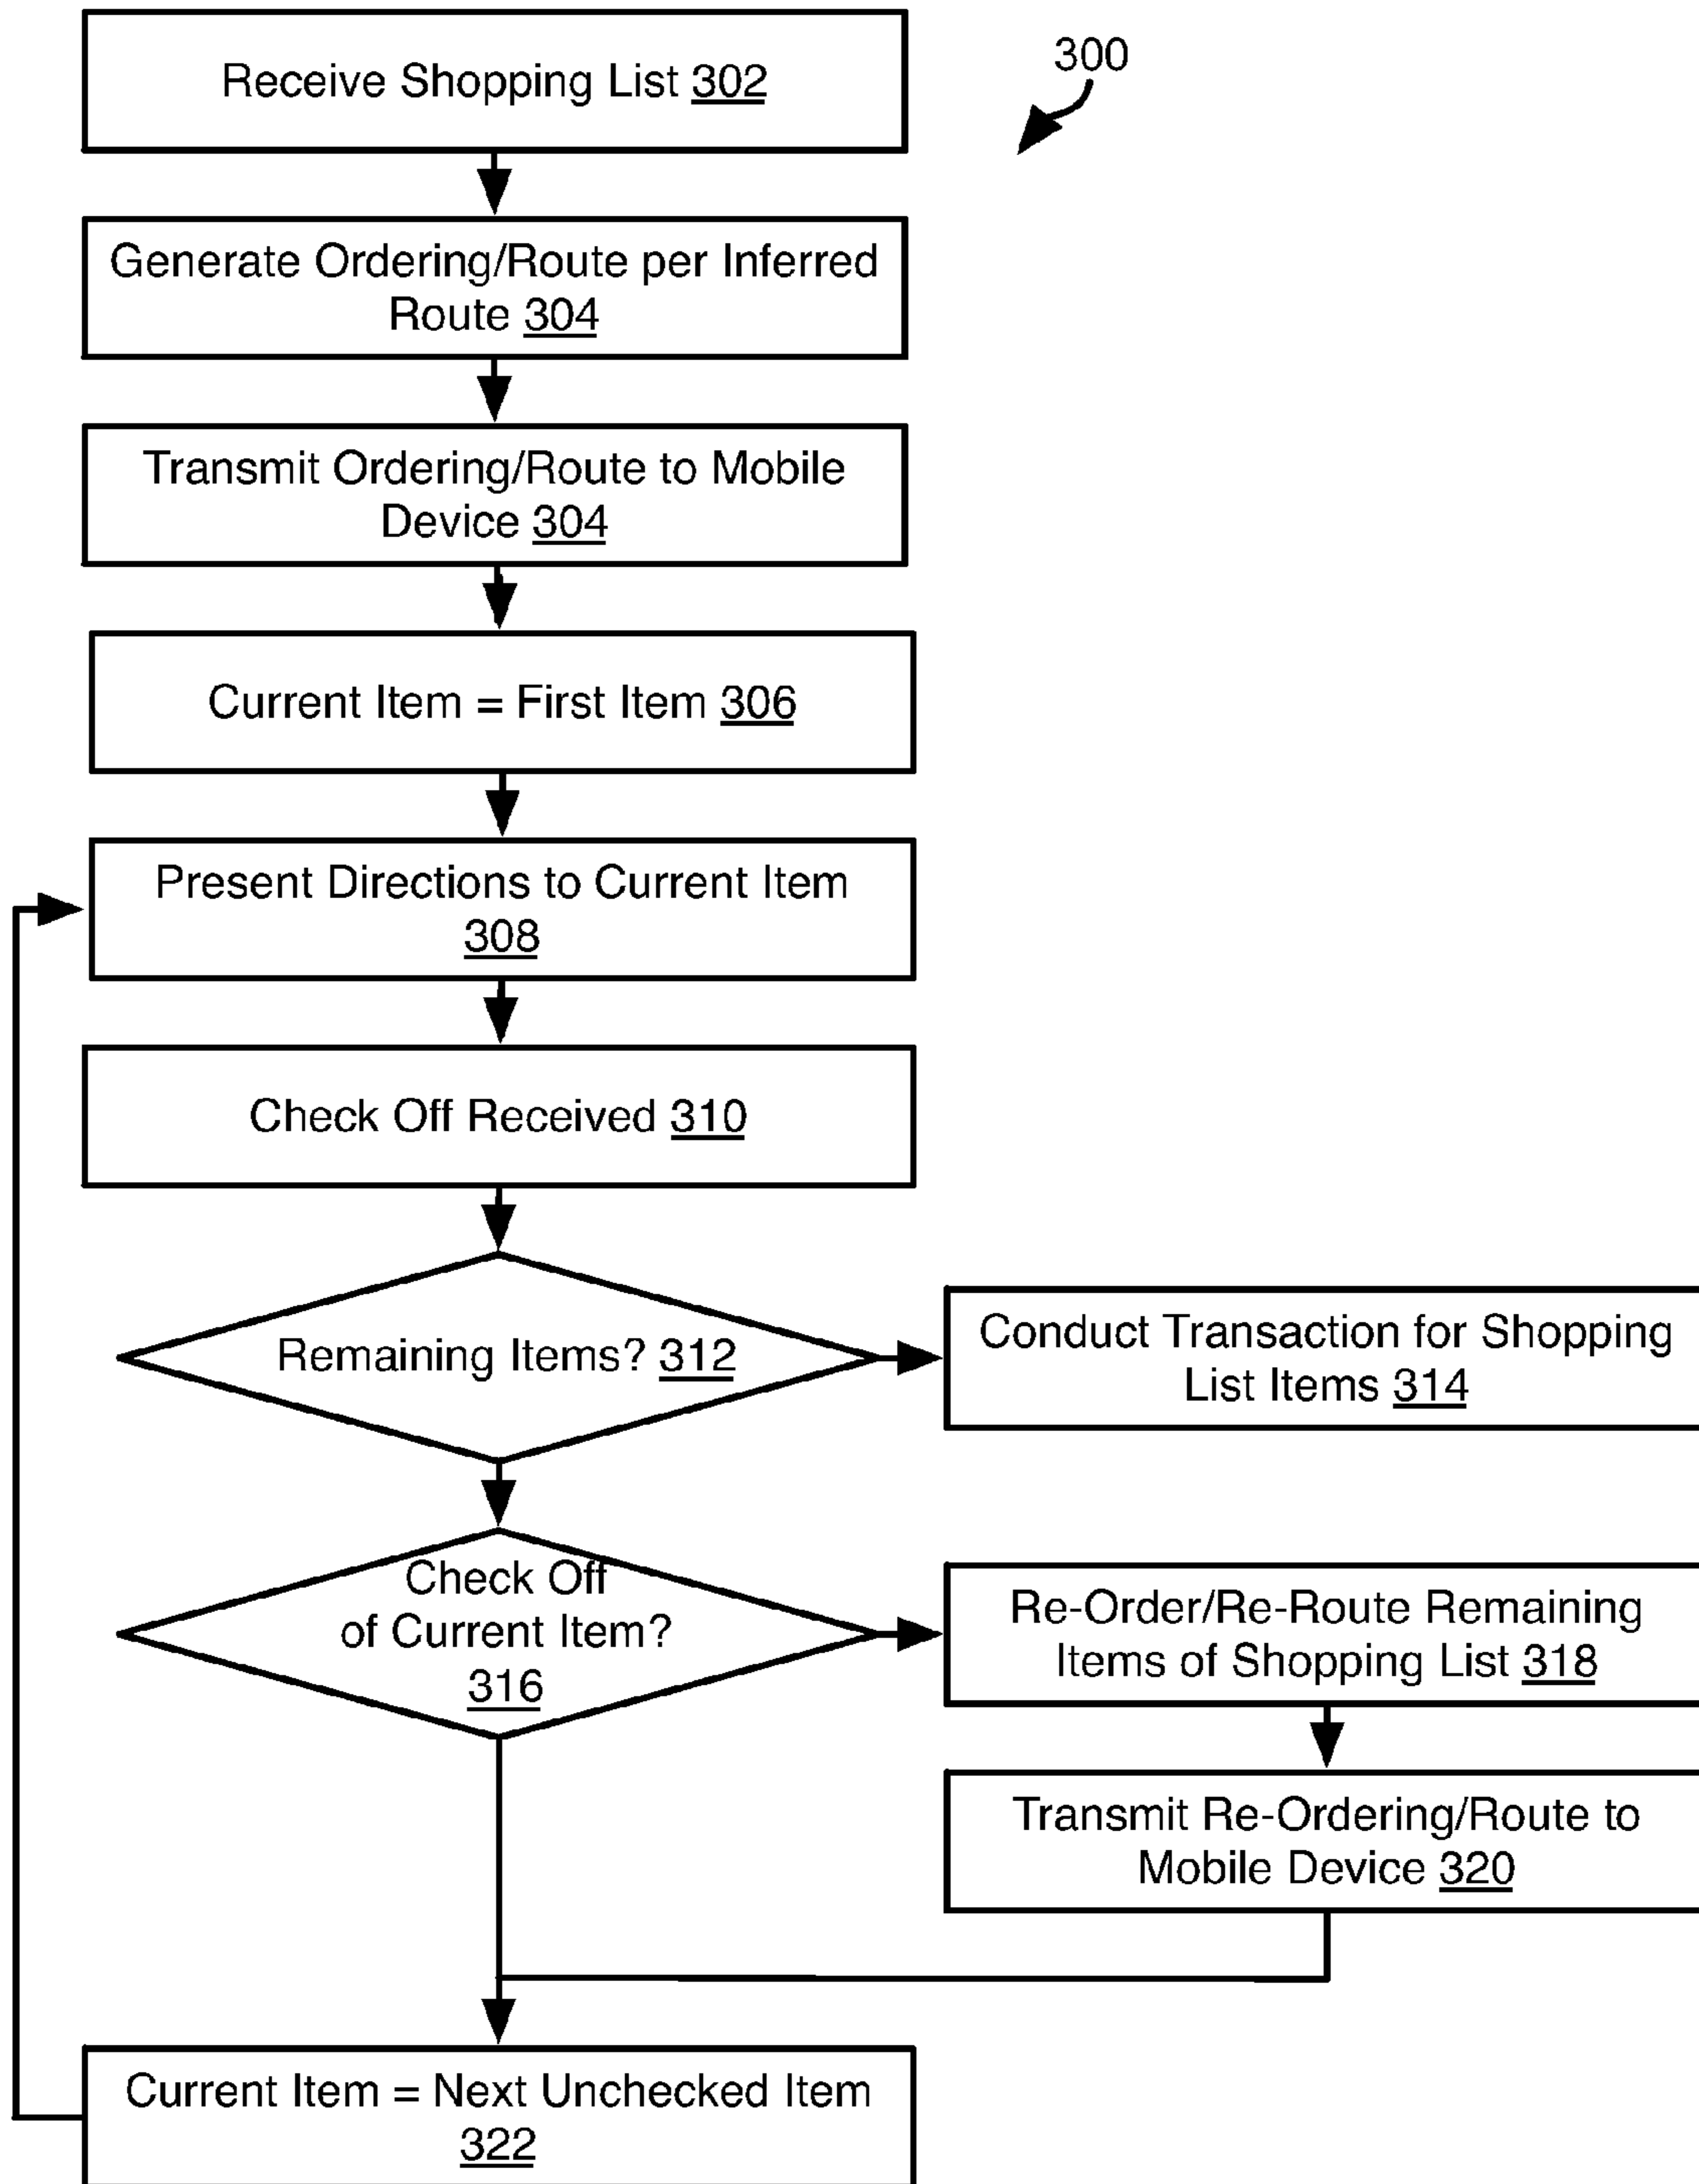 Receive Shopping List 302
300
Generate Ordering/Route per Inferred
Route 304
Transmit Ordering/Route to Mobile
Device 304
Current Item = First Item 306
Present Directions to Current Item
308
Check Off Received 310
Remaining Items? 312
Conduct Transaction for Shopping
List Items 314
Check Off
of Current Item?
316
Re-Order/Re-Route Remaining
Items of Shopping List 318
Transmit Re-Ordering/Route to
Mobile Device 320
Current Item = Next Unchecked Item
322